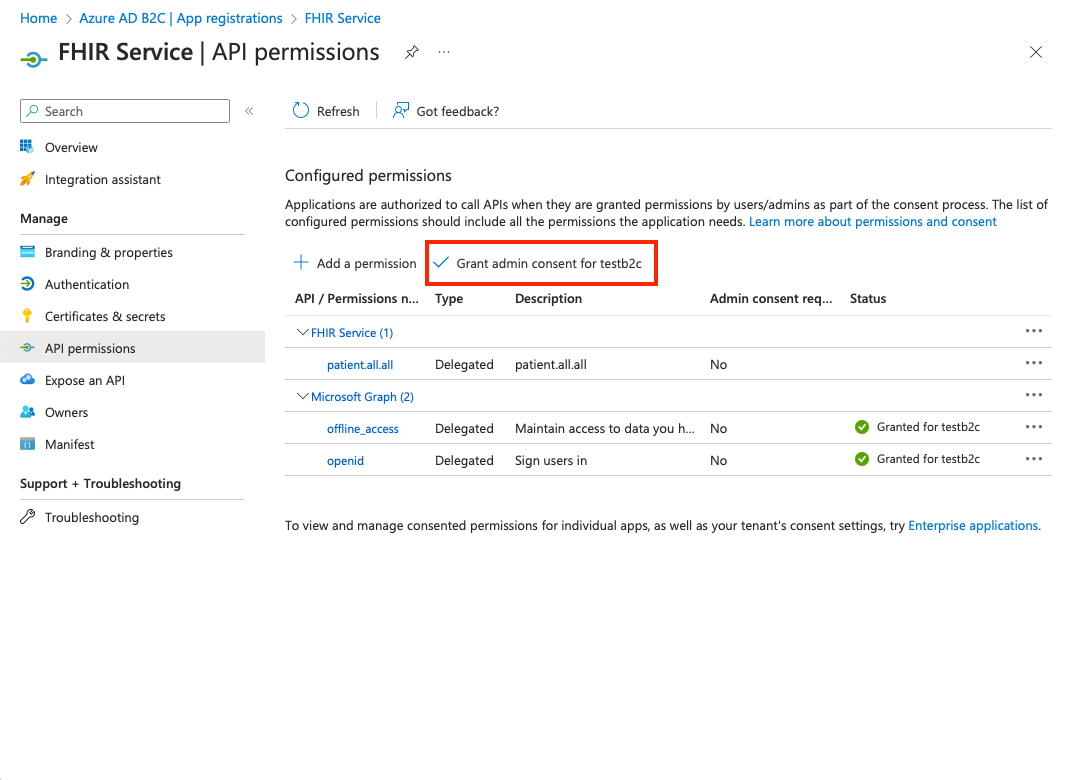 Home > Azure AD B2C | App registrations > FHIR Service
FHIR Service | API permissions
Search
Refresh
Got feedback?
Overview
Integration assistant
Manage
Branding & properties
Authentication
Certificates & secrets
API permissions
Expose an API
Owners
Manifest
Support + Troubleshooting
Troubleshooting
Configured permissions
Applications are authorized to call APIs when they are granted permissions by users/admins as part of the consent process. The list of
configured permissions should include all the permissions the application needs. Learn more about permissions and consent
Add a permission
Grant admin consent for testb2c
API / Permissions n... Type Description Admin consent req... Status
FHIR Service (1)
patient.all.all Delegated patient.all.all No
Microsoft Graph (2)
offline_access Delegated Maintain access to data you h... No Granted for testb2c
openid Delegated Sign users in No Granted for testb2c
To view and manage consented permissions for individual apps, as well as your tenant's consent settings, try Enterprise applications.